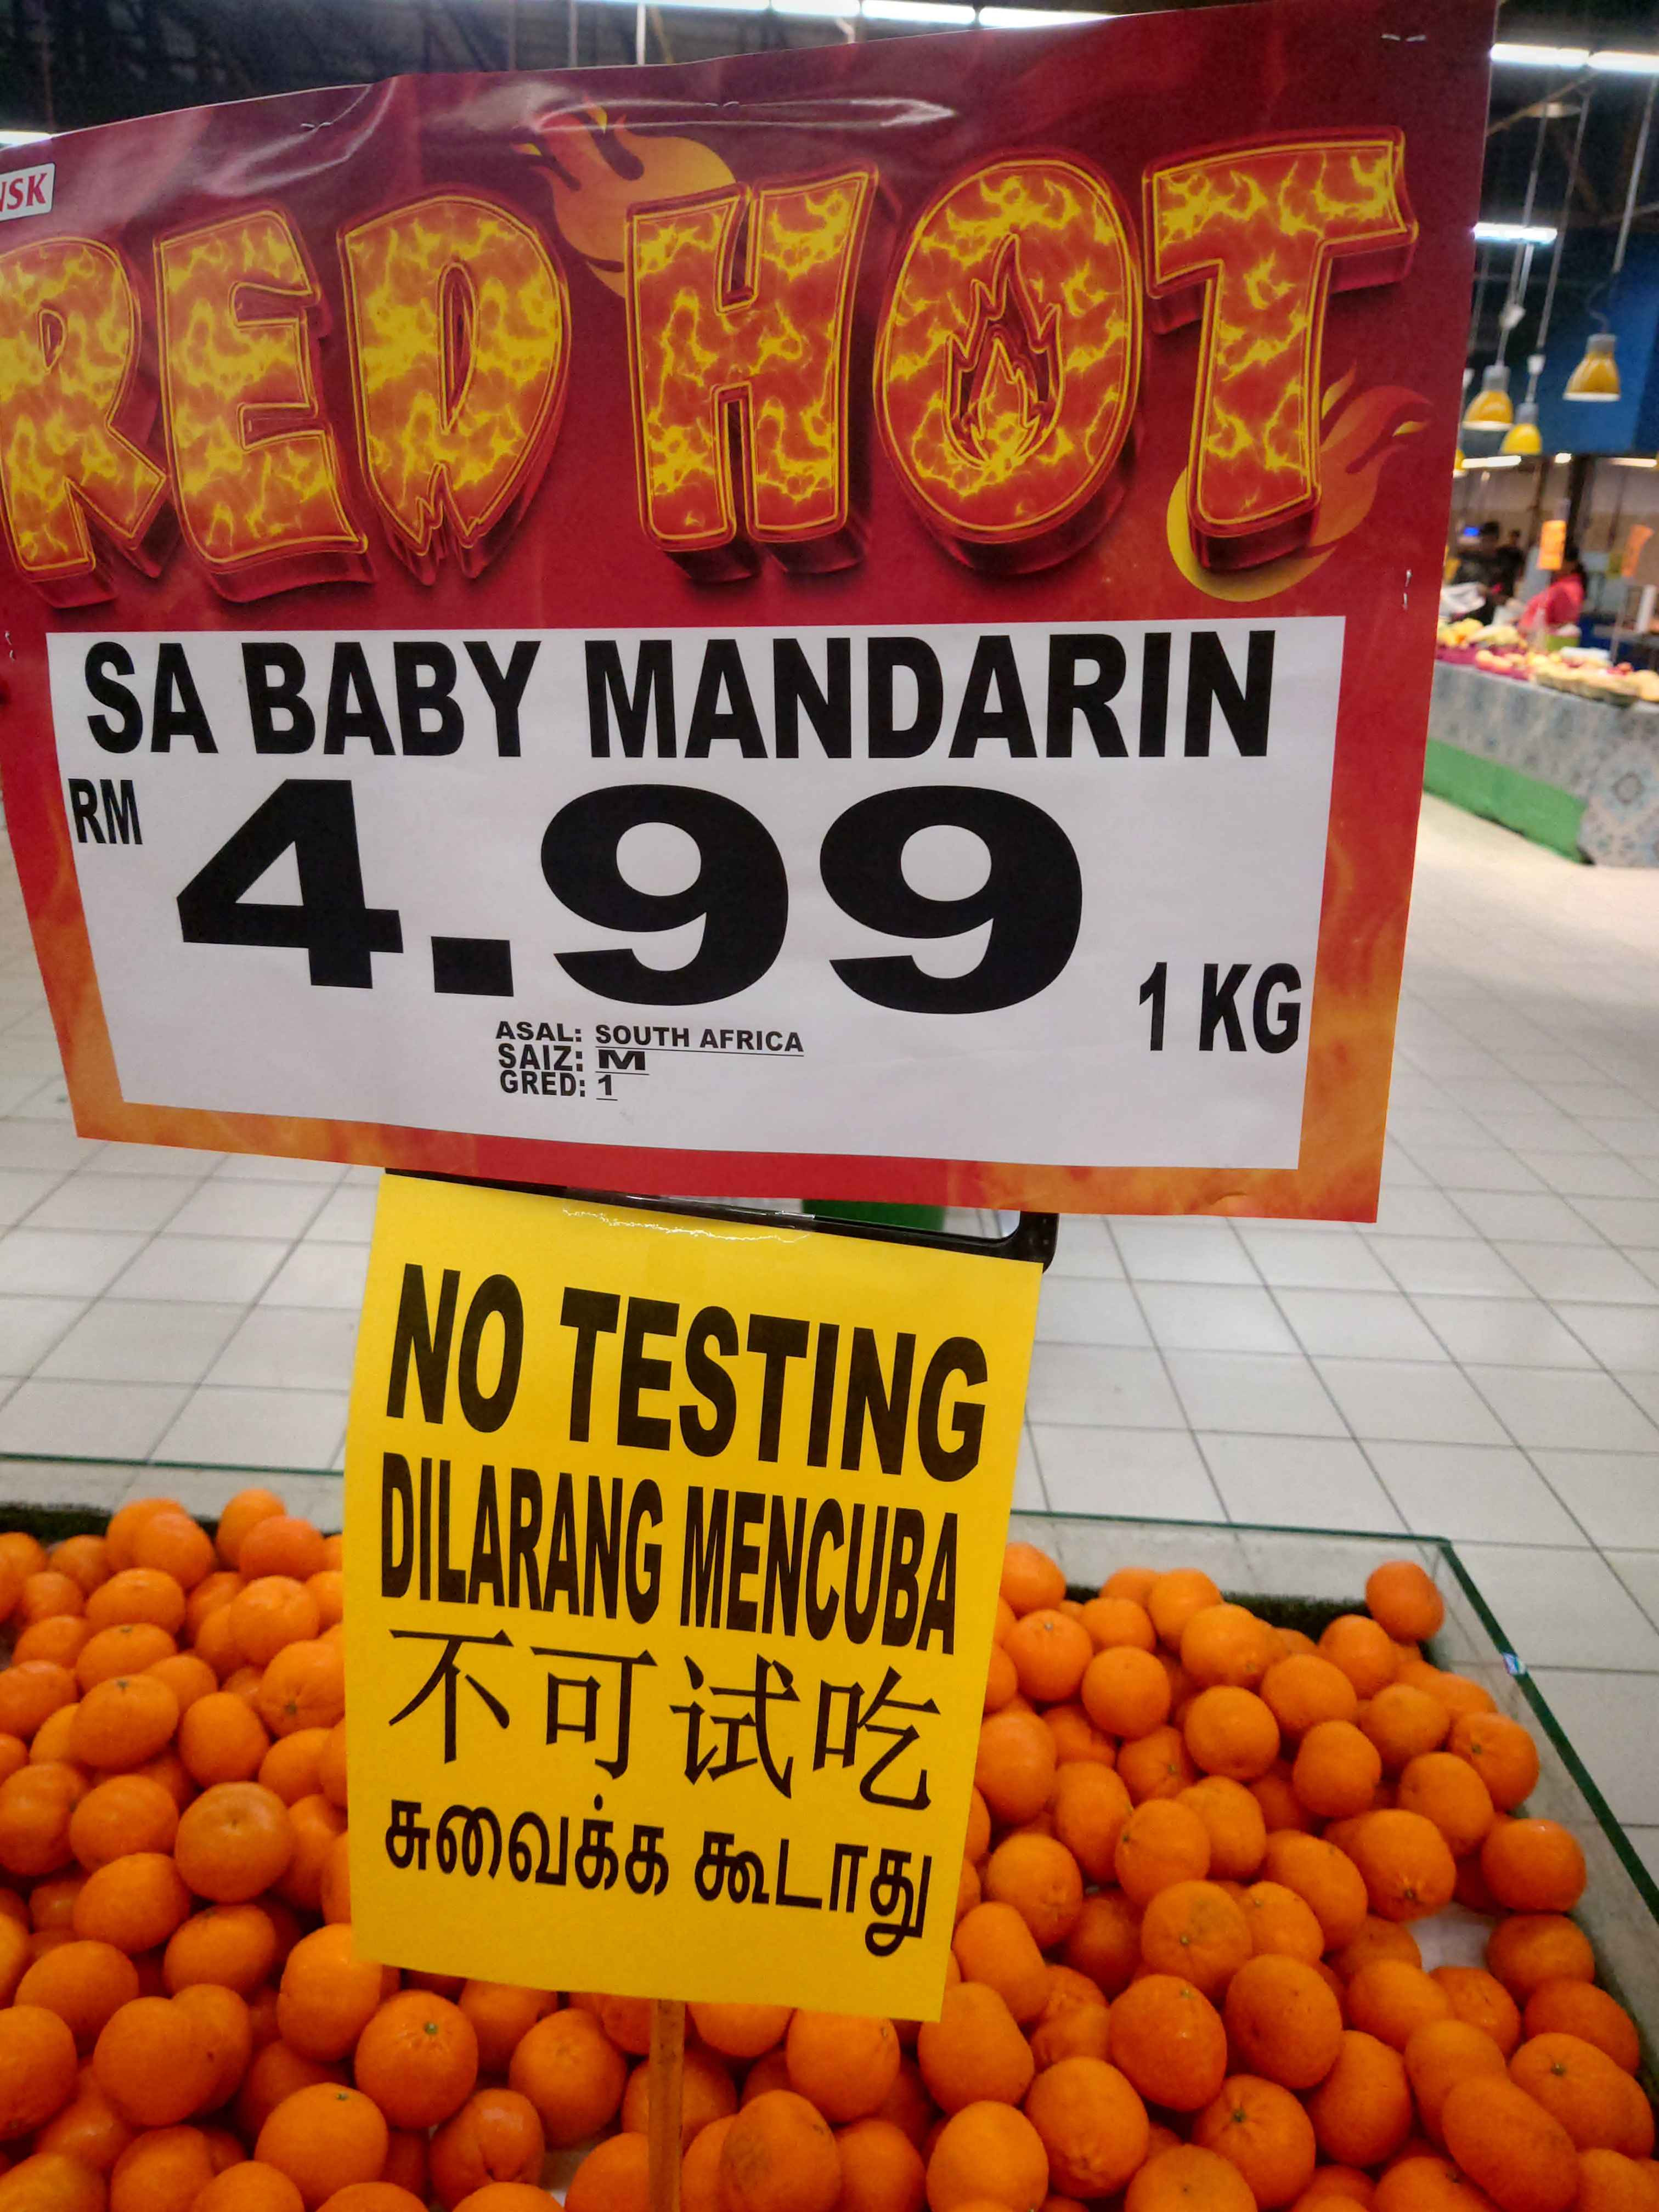 NSK
RED HOT
SA BABY MANDARIN
RM 4.99 1 KG
ASAL: SOUTH AFRICA
SAIZ: M
GRED: 1
NO TESTING
DILARANG MENCUBA
不可试吃
சுவைக்க கூடாது